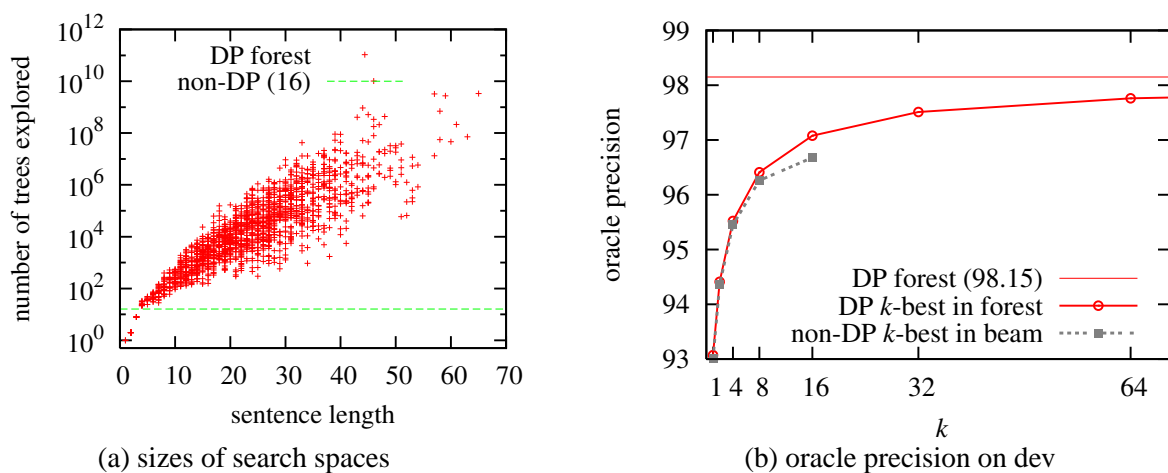 number of trees explored
10^12
10^10
10^8
10^6
10^4
10^2
10^0
DP forest
non-DP (16)
0 10 20 30 40 50 60 70
sentence length
(a) sizes of search spaces
oracle precision
99
98
97
96
95
94
93
DP forest (98.15)
DP k-best in forest
non-DP k-best in beam
1 4 8 16 32 64
k
(b) oracle precision on dev